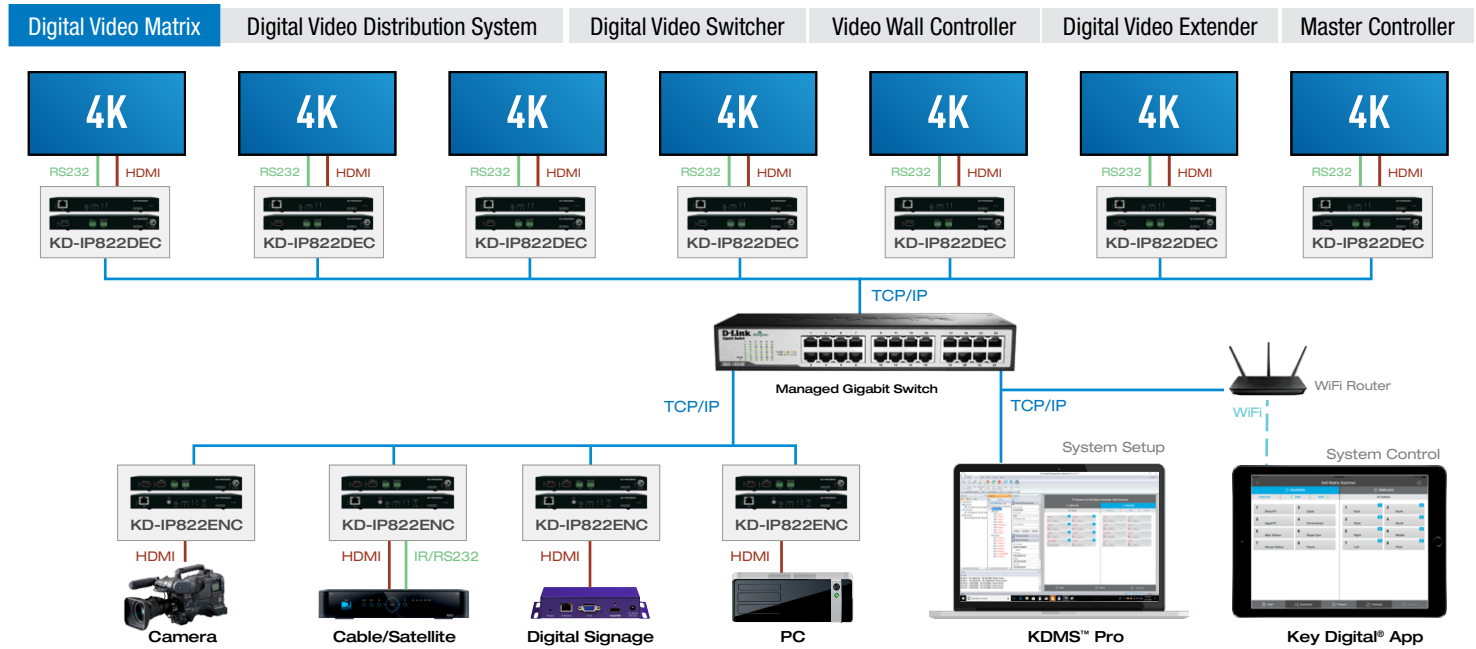 Digital Video Matrix
Digital Video Distribution System
Digital Video Switcher
Video Wall Controller
Digital Video Extender
Master Controller
4K
4K
4K
4K
4K
4K
4K
RS232 HDMI
RS232 HDMI
RS232 HDMI
RS232 HDMI
RS232 HDMI
RS232 HDMI
RS232 HDMI
KD-IP822DEC
KD-IP822DEC
KD-IP822DEC
KD-IP822DEC
KD-IP822DEC
KD-IP822DEC
KD-IP822DEC
TCP/IP
D-Link
Managed Gigabit Switch
WiFi Router
TCP/IP
TCP/IP
WiFi
System Setup
System Control
KD-IP822ENC
KD-IP822ENC
KD-IP822ENC
KD-IP822ENC
HDMI
HDMI
IR/RS232
HDMI
HDMI
Camera
Cable/Satellite
Digital Signage
PC
KDMS™ Pro
Key Digital® App